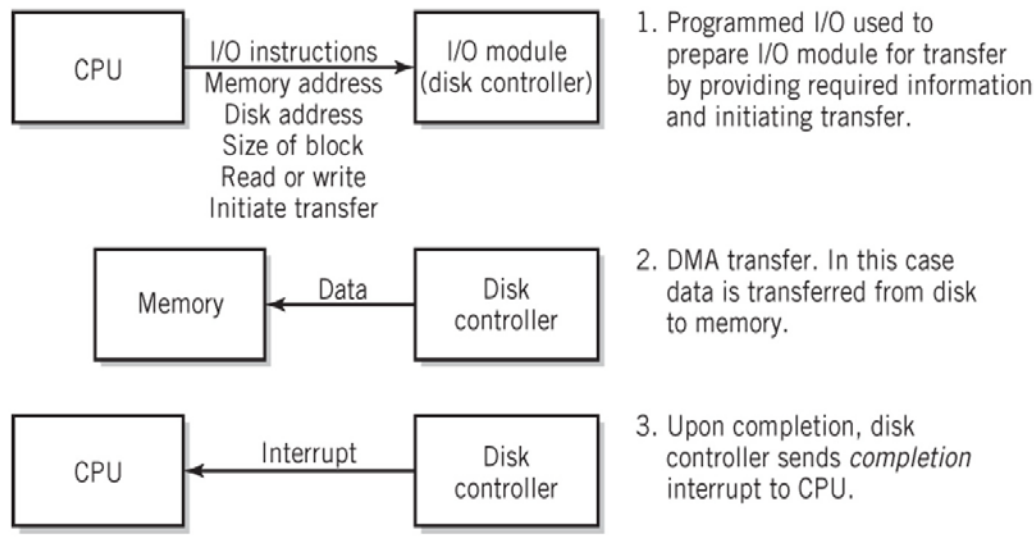 CPU
I/O instructions
Memory address
Disk address
Size of block
Read or write
Initiate transfer
I/O module
(disk controller)
1. Programmed I/O used to
prepare I/O module for transfer
by providing required information
and initiating transfer.
Memory
Data
Disk
controller
2. DMA transfer. In this case
data is transferred from disk
to memory.
CPU
Interrupt
Disk
controller
3. Upon completion, disk
controller sends completion
interrupt to CPU.